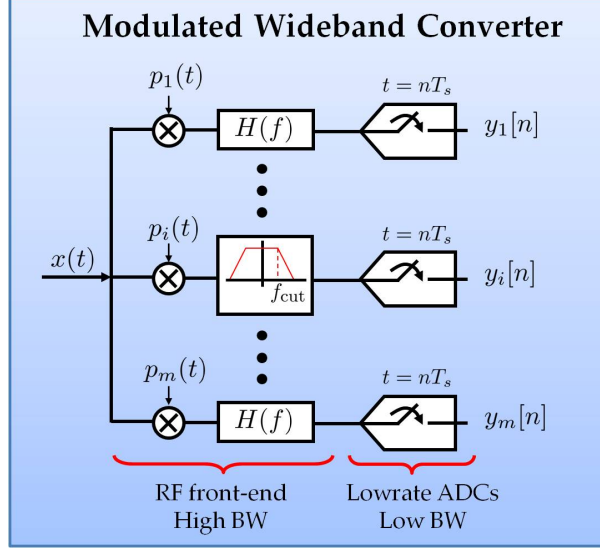 Modulated Wideband Converter
p₁(t)
t = nTₛ
H(f)
y₁[n]
pᵢ(t)
t = nTₛ
x(t)
f_cut
yᵢ[n]
pₘ(t)
t = nTₛ
H(f)
yₘ[n]
RF front-end
High BW
Lowrate ADCs
Low BW